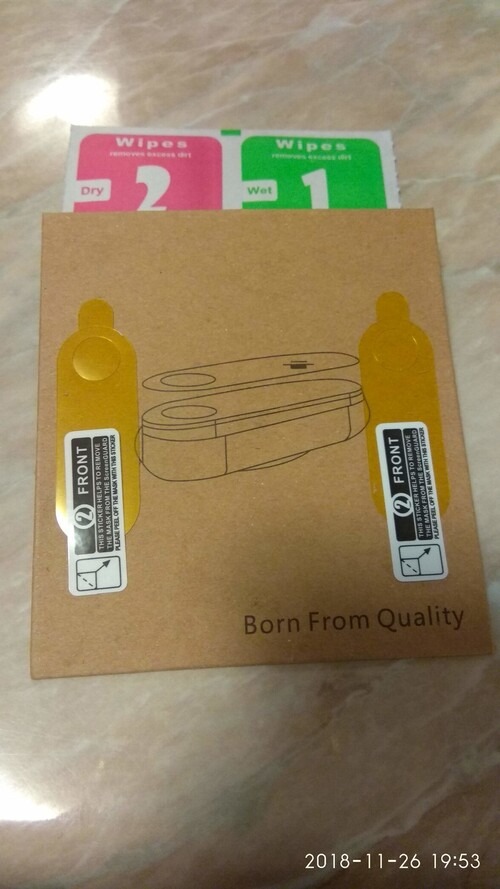 Wipes
removes excess dirt
Dry
2
Wipes
removes excess dirt
Wet
1
2 FRONT
THIS STICKER HELPS TO REMOVE
THE MASK FROM THE ScreenGUARD
PLEASE PEEL OFF THE MASK WITH THIS STICKER
2 FRONT
THIS STICKER HELPS TO REMOVE
THE MASK FROM THE ScreenGUARD
PLEASE PEEL OFF THE MASK WITH THIS STICKER
Born From Quality
2018-11-26 19:53